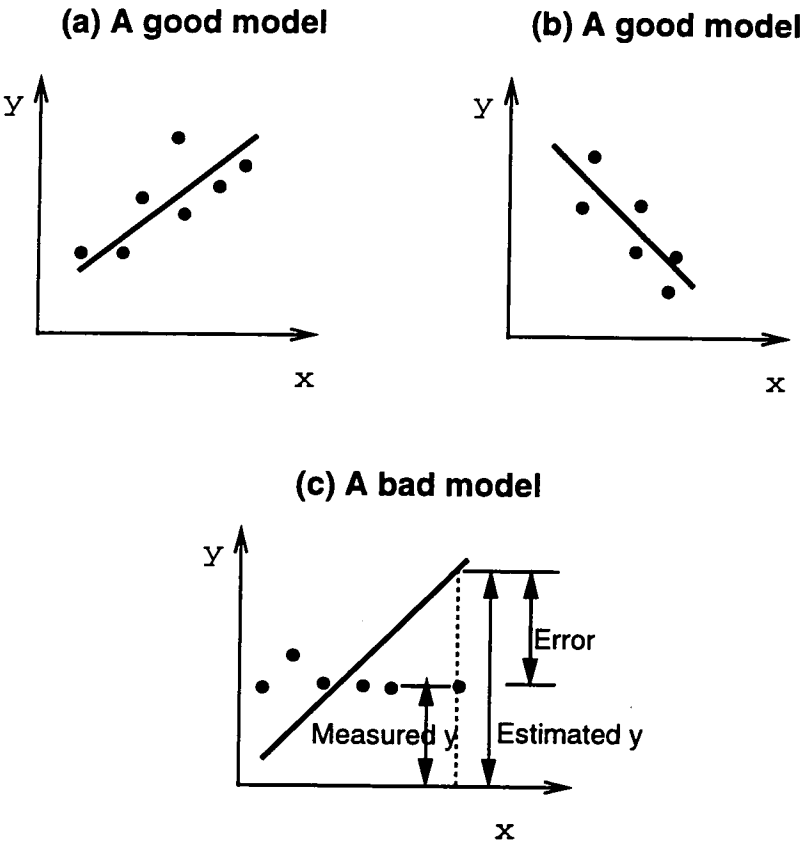 (a) A good model
(b) A good model
y
y
x
x
(c) A bad model
y
Error
Measured y
Estimated y
x